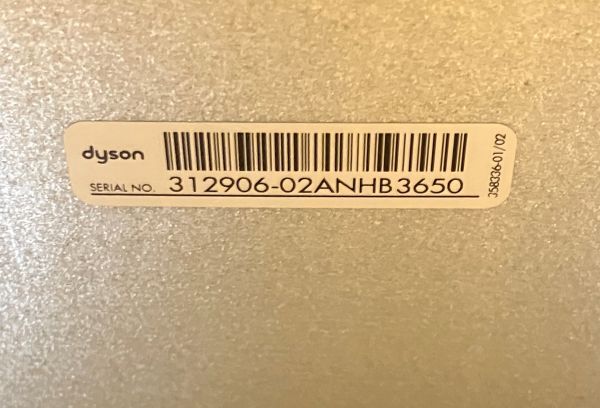 dyson
SERIAL NO. 312906-02ANHB3650
358336-01/02